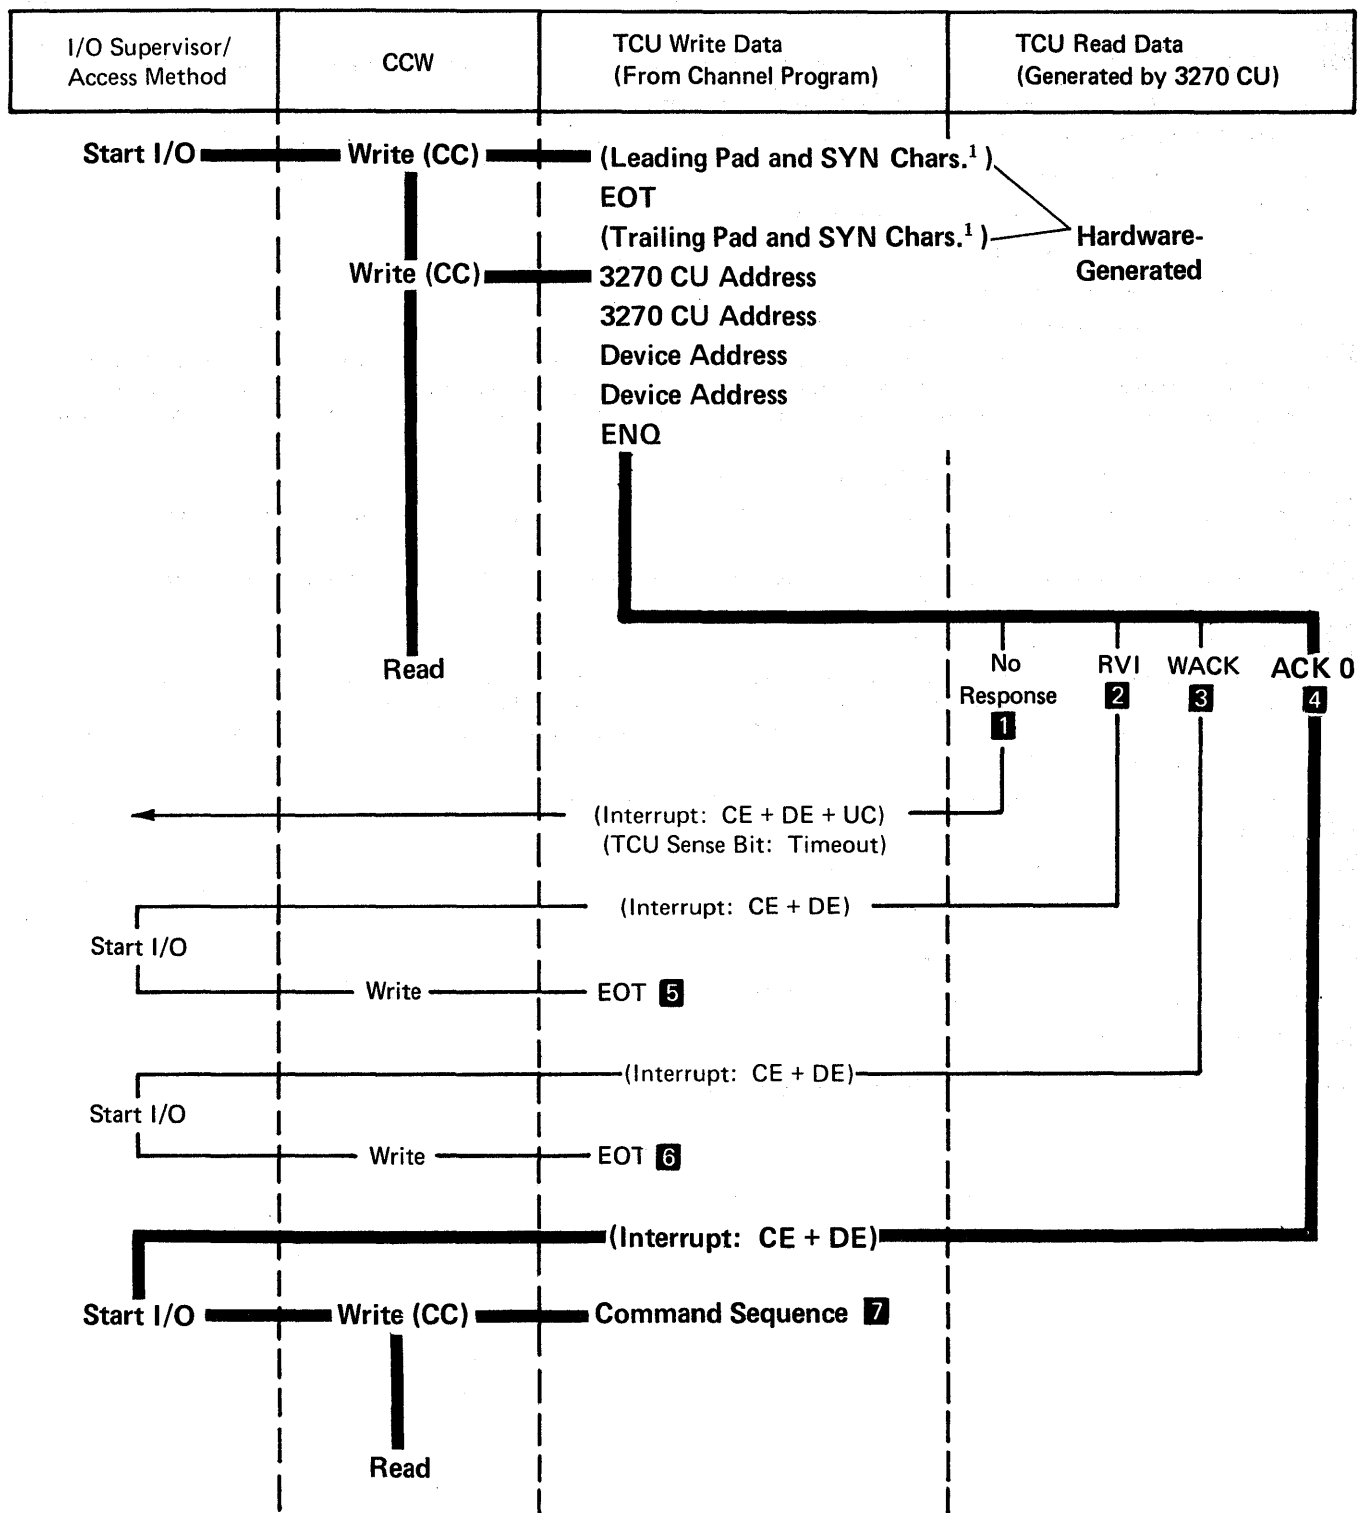 I/O Supervisor/
Access Method
CCW
TCU Write Data
(From Channel Program)
TCU Read Data
(Generated by 3270 CU)
Start I/O
Write (CC)
(Leading Pad and SYN Chars.¹)
EOT
(Trailing Pad and SYN Chars.¹)
Hardware-
Generated
Write (CC)
3270 CU Address
3270 CU Address
Device Address
Device Address
ENQ
Read
No
Response
1
RVI
2
WACK
3
ACK 0
4
(Interrupt: CE + DE + UC)
(TCU Sense Bit: Timeout)
(Interrupt: CE + DE)
Start I/O
Write
EOT 5
(Interrupt: CE + DE)
Start I/O
Write
EOT 6
(Interrupt: CE + DE)
Start I/O
Write (CC)
Command Sequence 7
Read